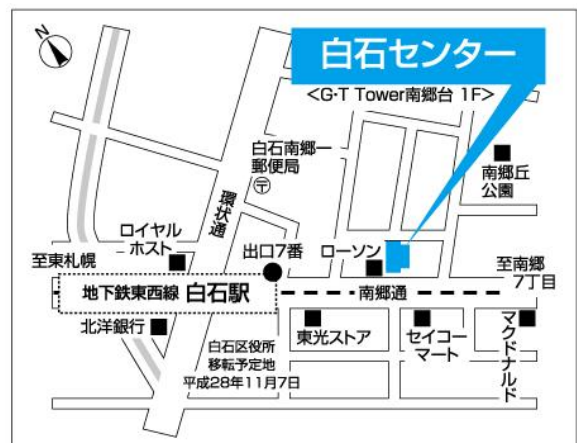 白石センター
<G・T Tower南郷台 1F>
白石南郷一
郵便局
〒
南郷丘
公園
環状通
ロイヤル
ホスト
出口7番
ローソン
至東札幌
至南郷
7丁目
地下鉄東西線 白石駅
南郷通
北洋銀行
東光ストア
セイコー
マート
マクドナルド
白石区役所
移転予定地
平成28年11月7日